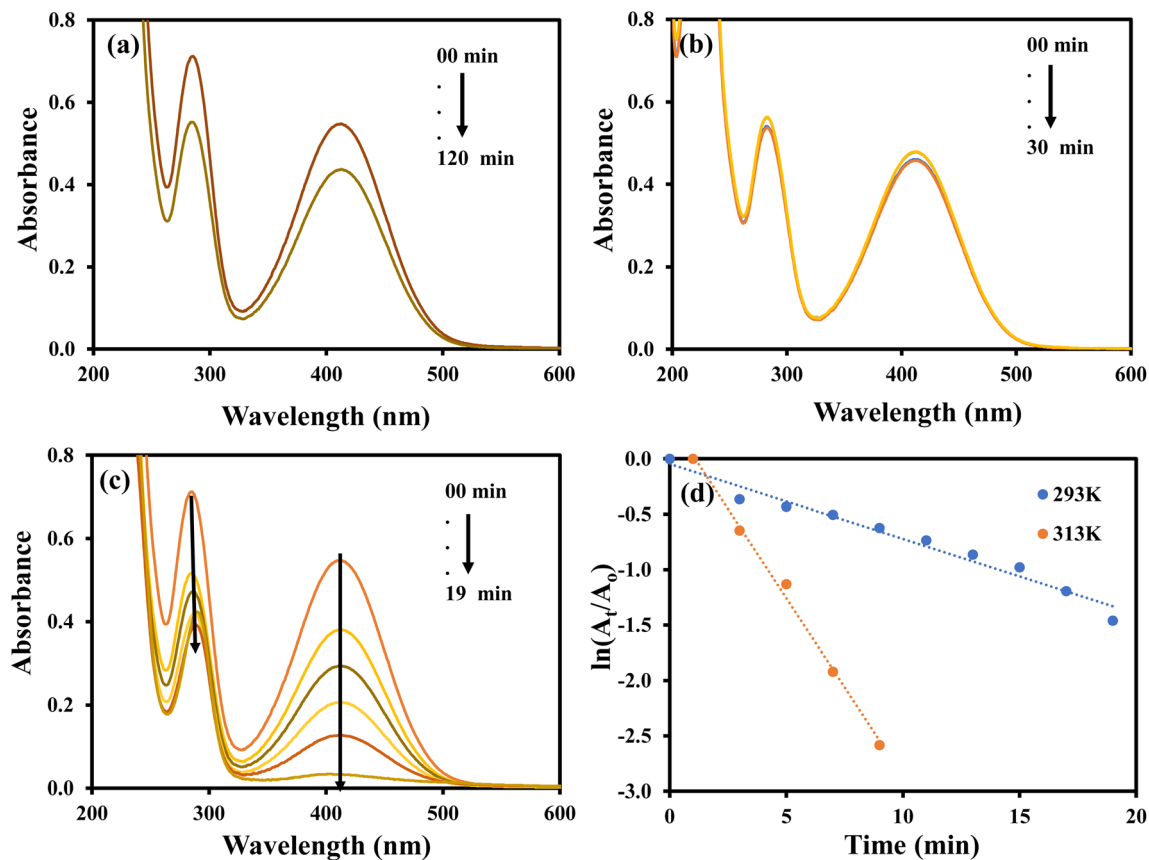 (a)
00 min
.
.
.
120 min
Absorbance
0.8
0.6
0.4
0.2
0.0
200 300 400 500 600
Wavelength (nm)
(b)
00 min
.
.
.
30 min
Absorbance
0.8
0.6
0.4
0.2
0.0
200 300 400 500 600
Wavelength (nm)
(c)
00 min
.
.
.
19 min
Absorbance
0.8
0.6
0.4
0.2
0.0
200 300 400 500 600
Wavelength (nm)
(d)
293K
313K
ln(At/Ao)
0.0
-0.5
-1.0
-1.5
-2.0
-2.5
-3.0
0 5 10 15 20
Time (min)